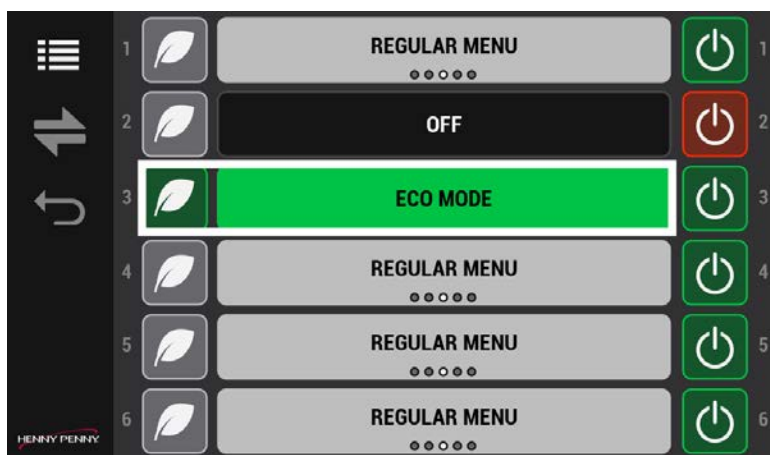 1 REGULAR MENU 1
2 OFF 2
3 ECO MODE 3
4 REGULAR MENU 4
5 REGULAR MENU 5
6 REGULAR MENU 6
HENNY PENNY